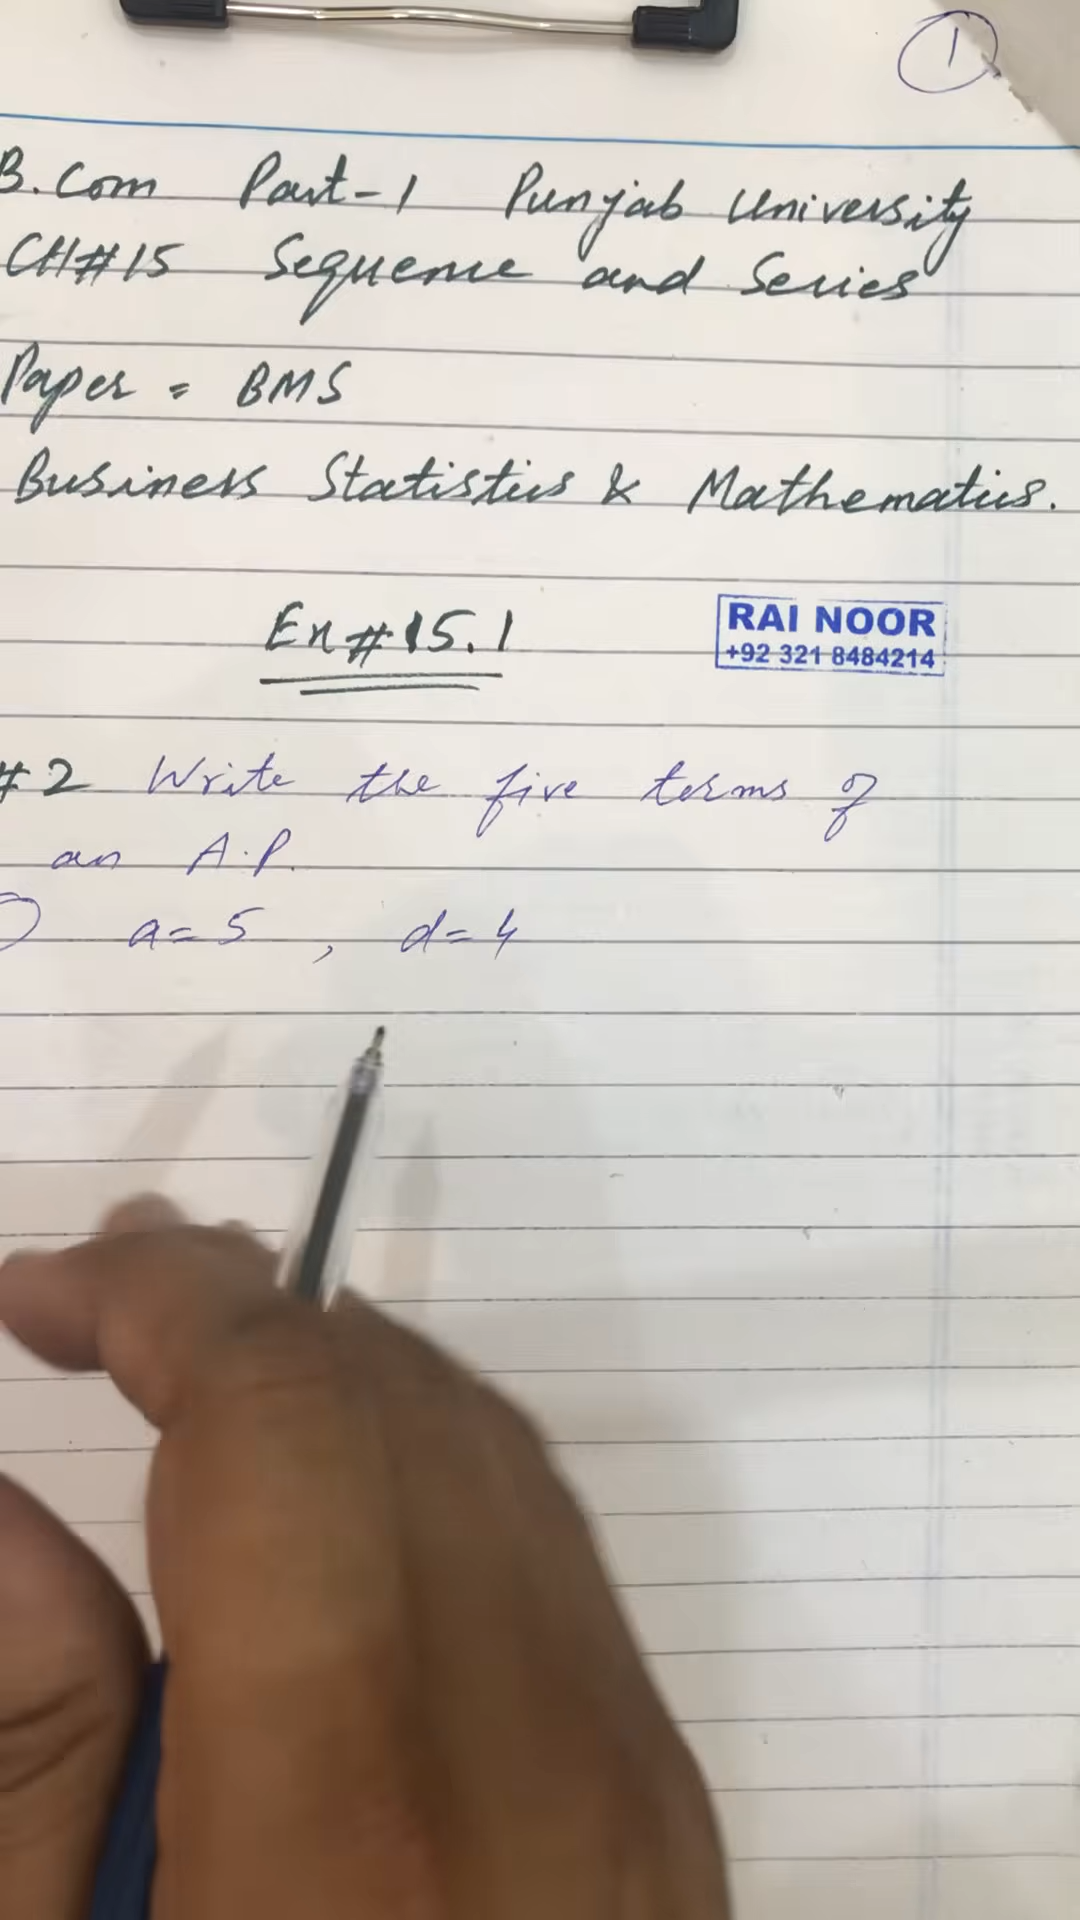 ①
B.Com Part-1 Punjab University
CH#15 Sequence and Series
Paper = BMS
Business Statistics & Mathematics.
Ex#15.1
RAI NOOR
+92 321 8484214
#2 Write the five terms of
an A.P.
a=5 , d=4